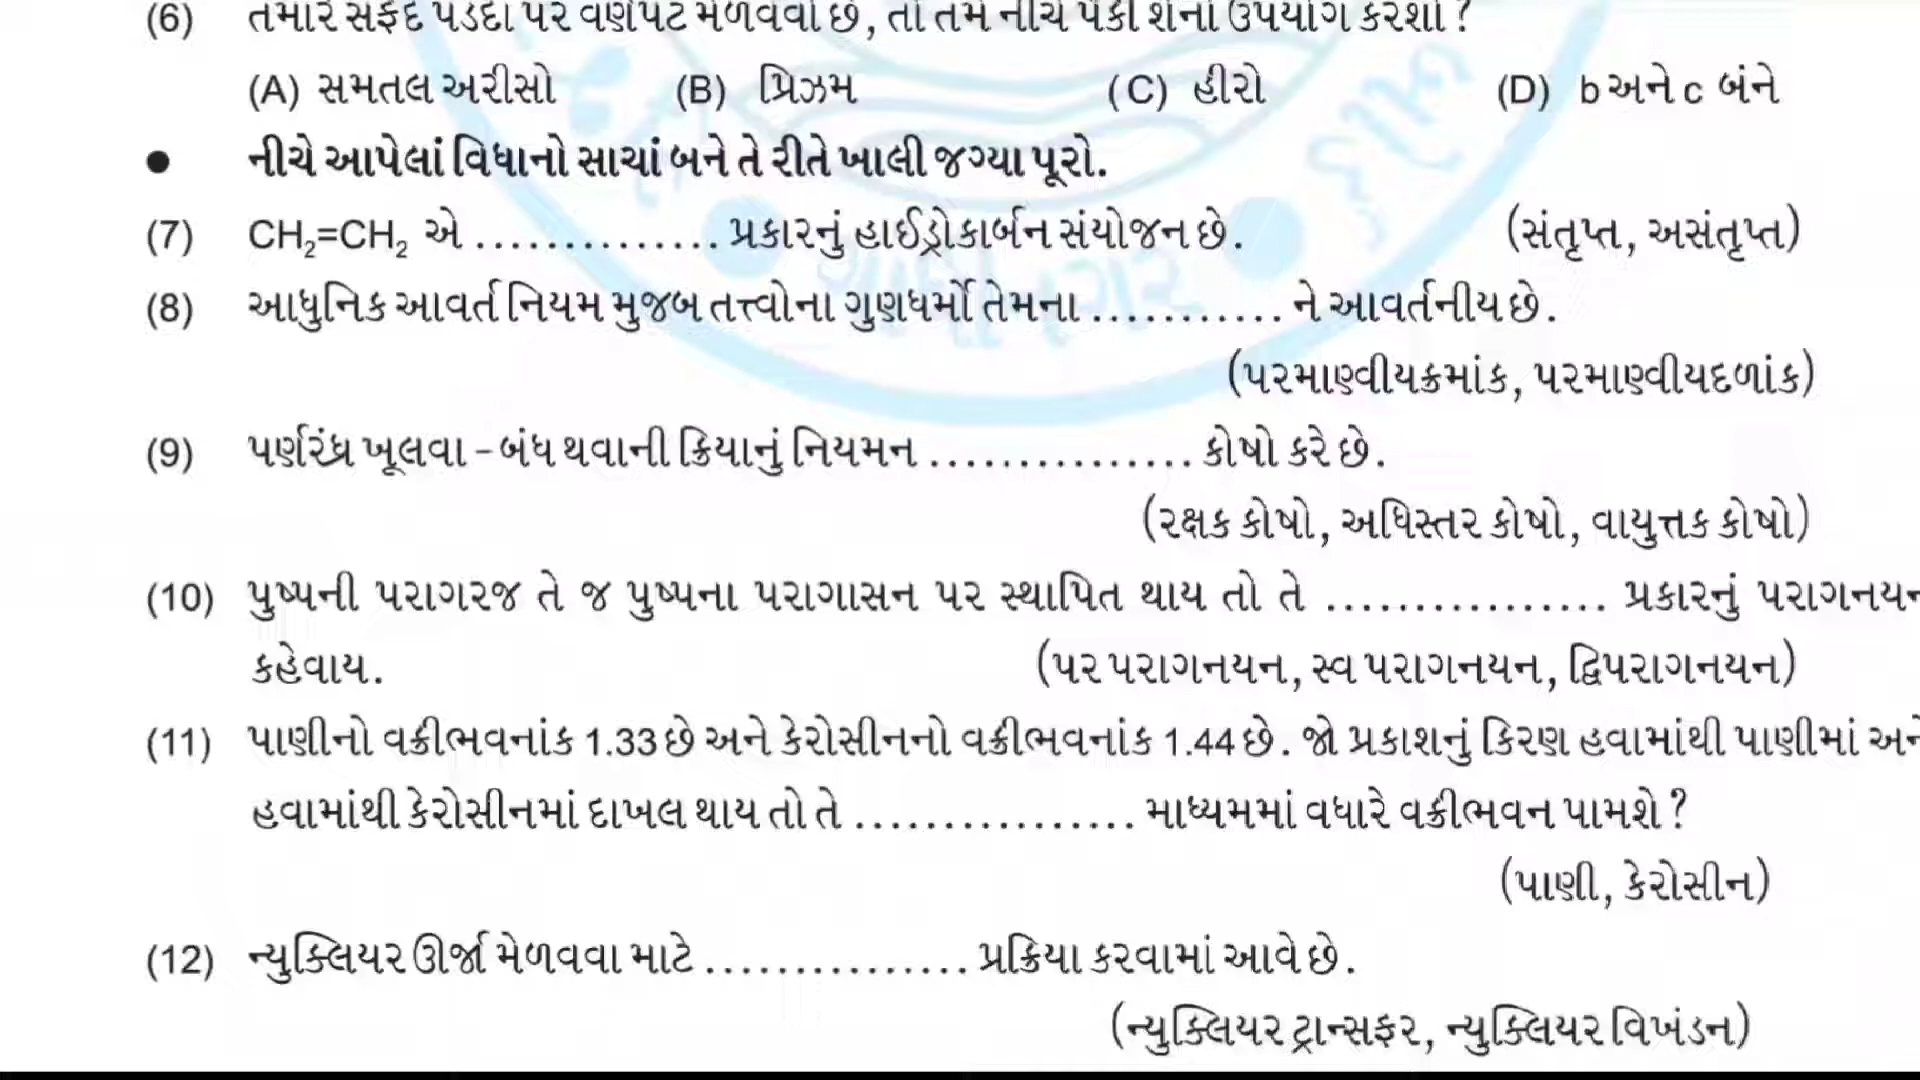 (6) તમારે સફેદ પડદા પર વર્ણપટ મેળવવો છે, તો તમે નીચે પૈકી શેનો ઉપયોગ કરશો ?
(A) સમતલ અરીસો (B) પ્રિઝમ (C) હીરો (D) b અને c બંને
● નીચે આપેલાં વિધાનો સાચાં બને તે રીતે ખાલી જગ્યા પૂરો.
(7) CH₂=CH₂ એ .............. પ્રકારનું હાઈડ્રોકાર્બન સંયોજન છે. (સંતૃપ્ત, અસંતૃપ્ત)
(8) આધુનિક આવર્ત નિયમ મુજબ તત્ત્વોના ગુણધર્મો તેમના ........... ને આવર્તનીય છે.
(પરમાણ્વીયક્રમાંક, પરમાણ્વીયદળાંક)
(9) પર્ણરંધ્ર ખૂલવા – બંધ થવાની ક્રિયાનું નિયમન ............... કોષો કરે છે.
(રક્ષક કોષો, અધિસ્તર કોષો, વાયુત્તક કોષો)
(10) પુષ્પની પરાગરજ તે જ પુષ્પના પરાગાસન પર સ્થાપિત થાય તો તે ................ પ્રકારનું પરાગનયન
કહેવાય. (પર પરાગનયન, સ્વ પરાગનયન, દ્વિપરાગનયન)
(11) પાણીનો વક્રીભવનાંક 1.33 છે અને કેરોસીનનો વક્રીભવનાંક 1.44 છે. જો પ્રકાશનું કિરણ હવામાંથી પાણીમાં અને
હવામાંથી કેરોસીનમાં દાખલ થાય તો તે ................ માધ્યમમાં વધારે વક્રીભવન પામશે ?
(પાણી, કેરોસીન)
(12) ન્યુક્લિયર ઊર્જા મેળવવા માટે ............... પ્રક્રિયા કરવામાં આવે છે.
(ન્યુક્લિયર ટ્રાન્સફર, ન્યુક્લિયર વિખંડન)